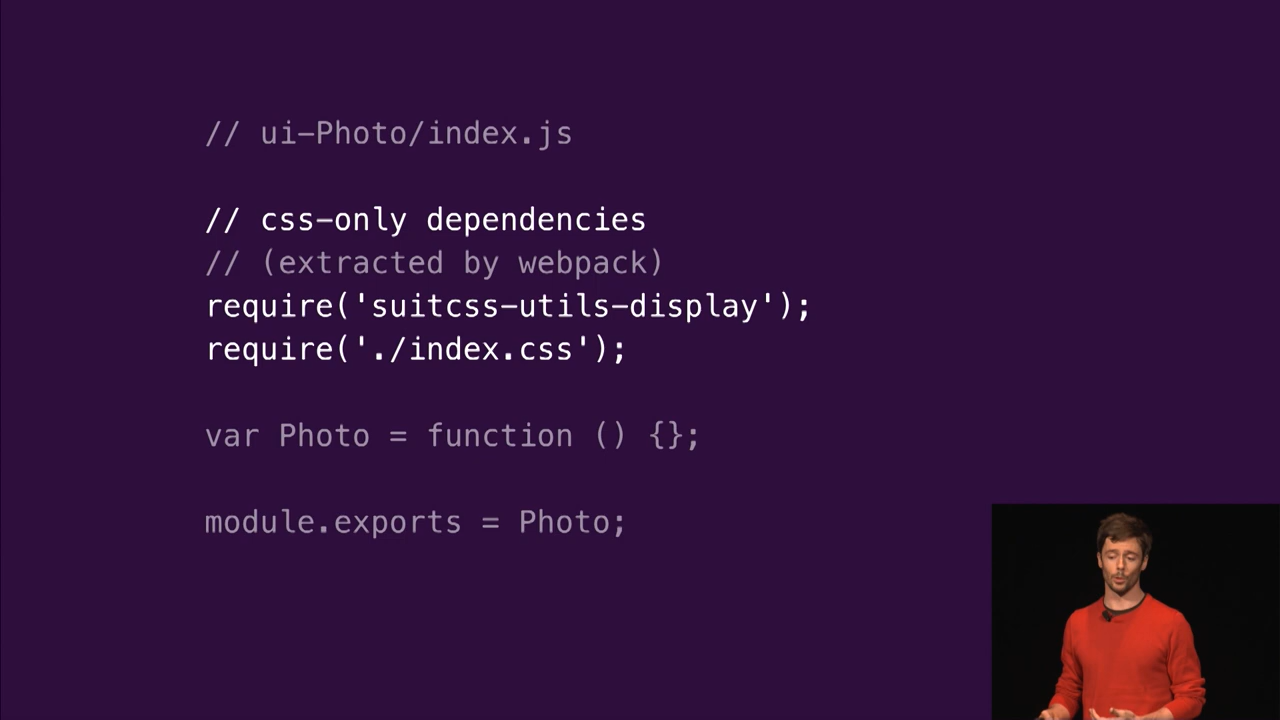 // ui-Photo/index.js
// css-only dependencies
// (extracted by webpack)
require('suitcss-utils-display');
require('./index.css');
var Photo = function () {};
module.exports = Photo;